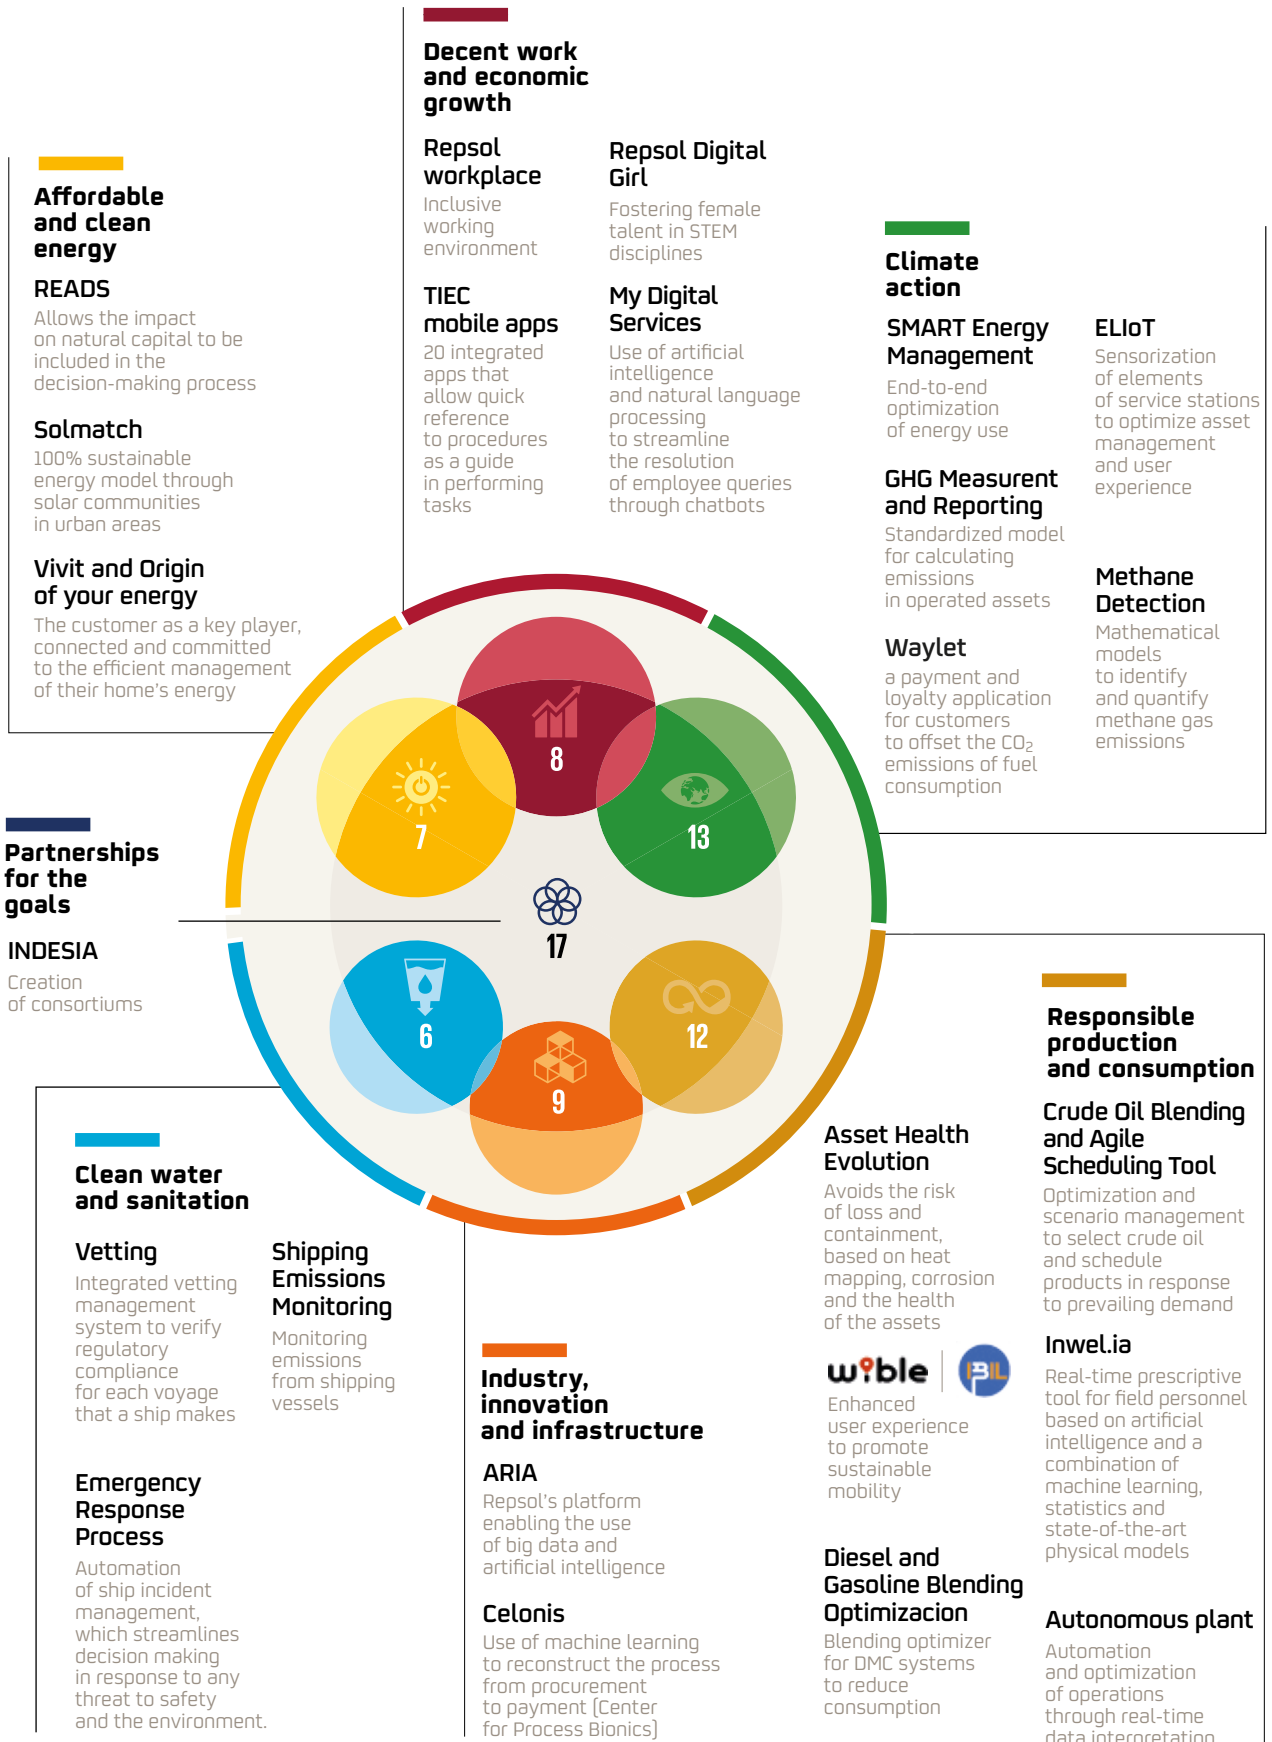 Decent work
and economic
growth
Repsol
workplace
Inclusive
working
environment
Repsol Digital
Girl
Fostering female
talent in STEM
disciplines
TIEC
mobile apps
20 integrated
apps that
allow quick
reference
to procedures
as a guide
in performing
tasks
My Digital
Services
Use of artificial
intelligence
and natural language
processing
to streamline
the resolution
of employee queries
through chatbots
Affordable
and clean
energy
READS
Allows the impact
on natural capital to be
included in the
decision-making process
Solmatch
100% sustainable
energy model through
solar communities
in urban areas
Vivit and Origin
of your energy
The customer as a key player,
connected and committed
to the efficient management
of their home's energy
Climate
action
SMART Energy
Management
End-to-end
optimization
of energy use
GHG Measurent
and Reporting
Standardized model
for calculating
emissions
in operated assets
Waylet
a payment and
loyalty application
for customers
to offset the CO₂
emissions of fuel
consumption
ELIoT
Sensorization
of elements
of service stations
to optimize asset
management
and user
experience
Methane
Detection
Mathematical
models
to identify
and quantify
methane gas
emissions
8
7
13
17
6
12
9
Partnerships
for the
goals
INDESIA
Creation
of consortiums
Clean water
and sanitation
Vetting
Integrated vetting
management
system to verify
regulatory
compliance
for each voyage
that a ship makes
Shipping
Emissions
Monitoring
Monitoring
emissions
from shipping
vessels
Emergency
Response
Process
Automation
of ship incident
management,
which streamlines
decision making
in response to any
threat to safety
and the environment.
Industry,
innovation
and infrastructure
ARIA
Repsol's platform
enabling the use
of big data and
artificial intelligence
Celonis
Use of machine learning
to reconstruct the process
from procurement
to payment (Center
for Process Bionics)
Responsible
production
and consumption
Asset Health
Evolution
Avoids the risk
of loss and
containment,
based on heat
mapping, corrosion
and the health
of the assets
wible
IBIL
Enhanced
user experience
to promote
sustainable
mobility
Diesel and
Gasoline Blending
Optimizacion
Blending optimizer
for DMC systems
to reduce
consumption
Crude Oil Blending
and Agile
Scheduling Tool
Optimization and
scenario management
to select crude oil
and schedule
products in response
to prevailing demand
Inwel.ia
Real-time prescriptive
tool for field personnel
based on artificial
intelligence and a
combination of
machine learning,
statistics and
state-of-the-art
physical models
Autonomous plant
Automation
and optimization
of operations
through real-time
data interpretation